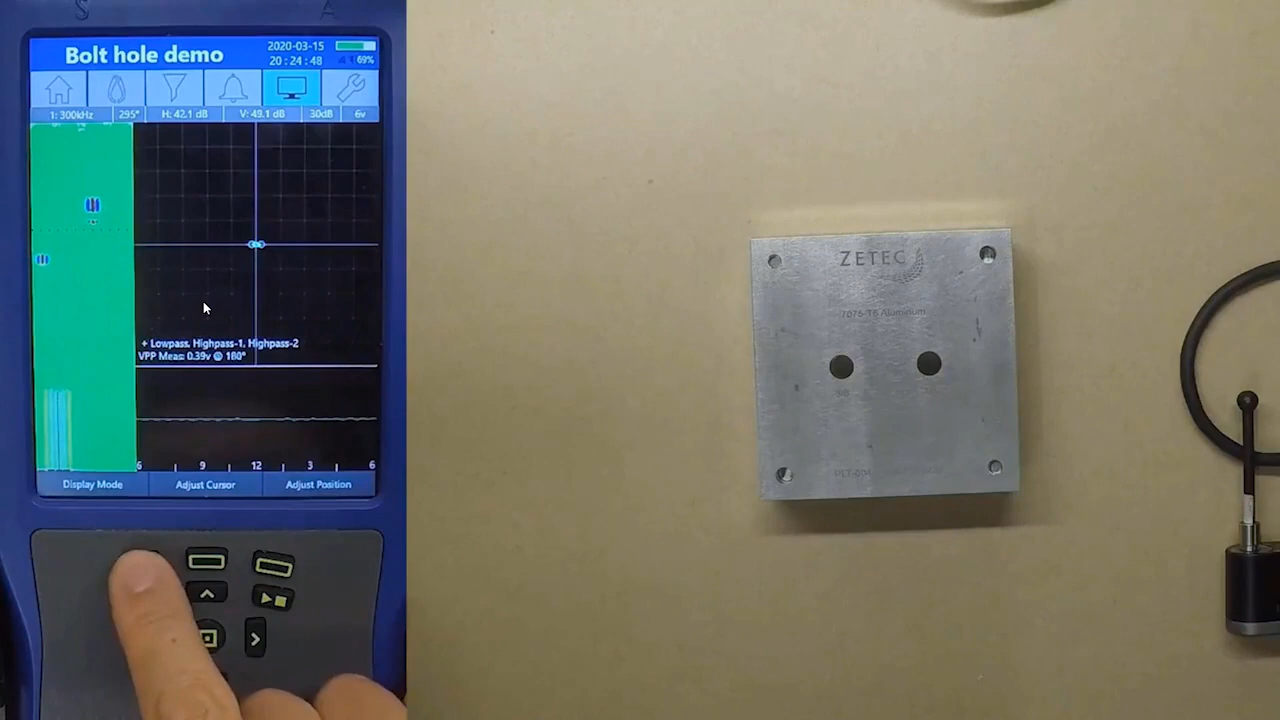 S A
Bolt hole demo
2020-03-15
20 : 24 : 48
69%
1: 300kHz 295° H: 42.1 dB V: 49.1 dB 30dB 6v
+ Lowpass, Highpass-1, Highpass-2
VPP Meas: 0.39v @ 180°
6 9 12 3 6
Display Mode Adjust Cursor Adjust Position
ZETEC
7075-T6 Aluminum